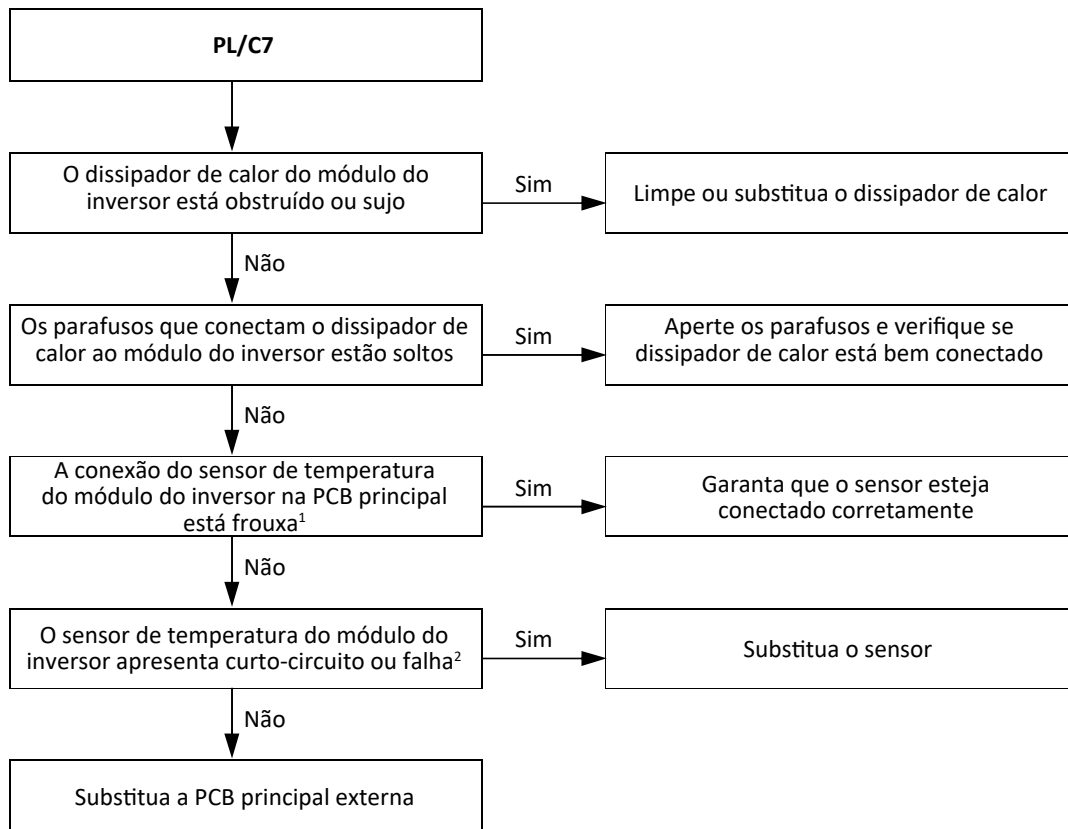 PL/C7
O dissipador de calor do módulo do
inversor está obstruído ou sujo
Sim
Limpe ou substitua o dissipador de calor
Não
Os parafusos que conectam o dissipador de
calor ao módulo do inversor estão soltos
Sim
Aperte os parafusos e verifique se
dissipador de calor está bem conectado
Não
A conexão do sensor de temperatura
do módulo do inversor na PCB principal
está frouxa¹
Sim
Garanta que o sensor esteja
conectado corretamente
Não
O sensor de temperatura do módulo do
inversor apresenta curto-circuito ou falha²
Sim
Substitua o sensor
Não
Substitua a PCB principal externa